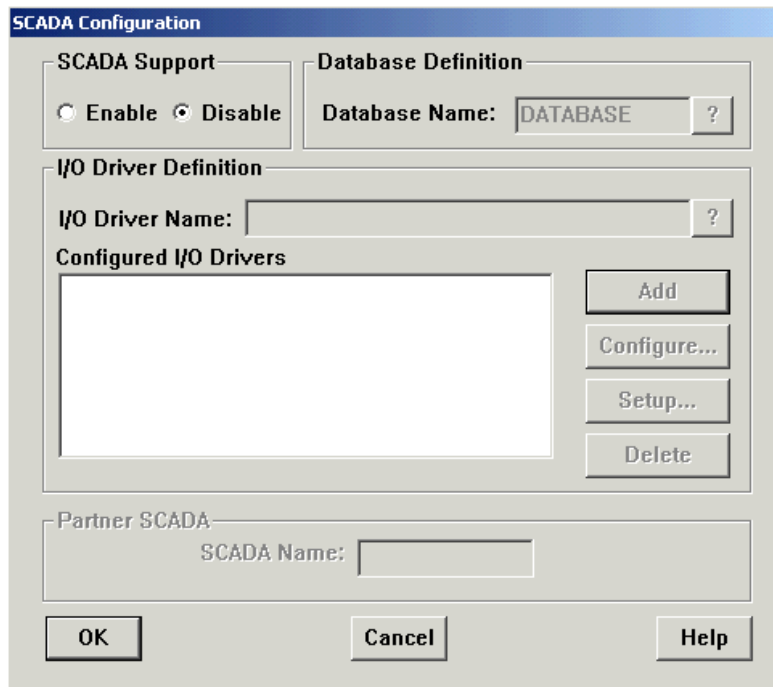 SCADA Configuration
SCADA Support
Enable Disable
Database Definition
Database Name: DATABASE ?
I/O Driver Definition
I/O Driver Name: ?
Configured I/O Drivers
Add
Configure...
Setup...
Delete
Partner SCADA
SCADA Name:
OK Cancel Help